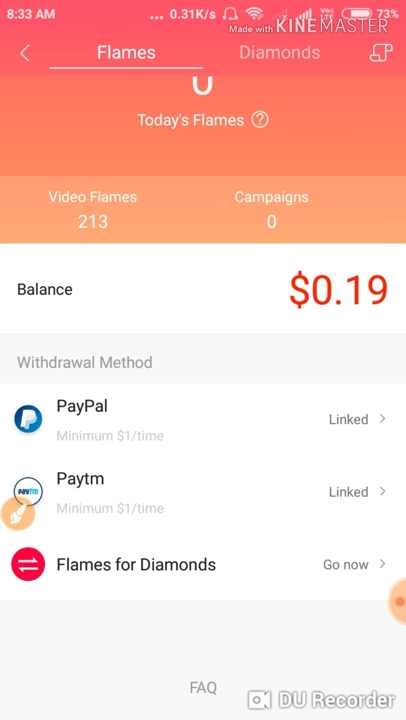 8:33 AM ... 0.31K/s 73%
Made with KINEMASTER
Flames Diamonds
0
Today's Flames ?
Video Flames Campaigns
213 0
Balance $0.19
Withdrawal Method
PayPal
Linked
Minimum $1/time
Paytm
Linked
Minimum $1/time
Flames for Diamonds Go now
FAQ
DU Recorder